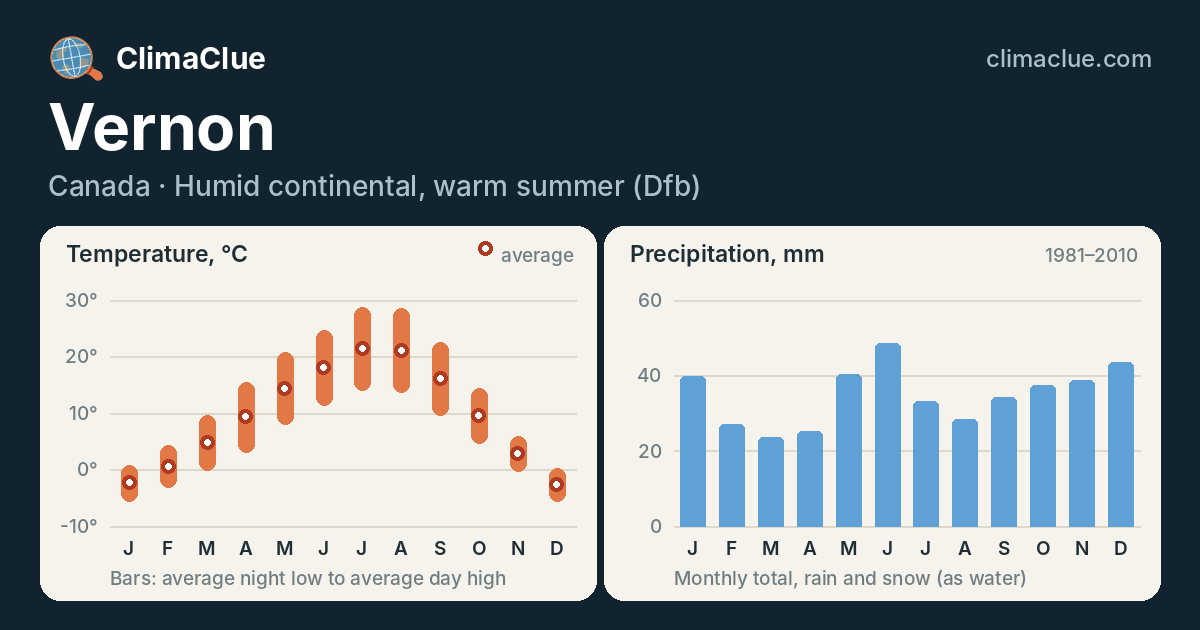 ClimaClue
climaclue.com
Vernon
Canada · Humid continental, warm summer (Dfb)
Temperature, °C
average
30°
20°
10°
0°
-10°
J F M A M J J A S O N D
Bars: average night low to average day high
Precipitation, mm
1981–2010
60
40
20
0
J F M A M J J A S O N D
Monthly total, rain and snow (as water)